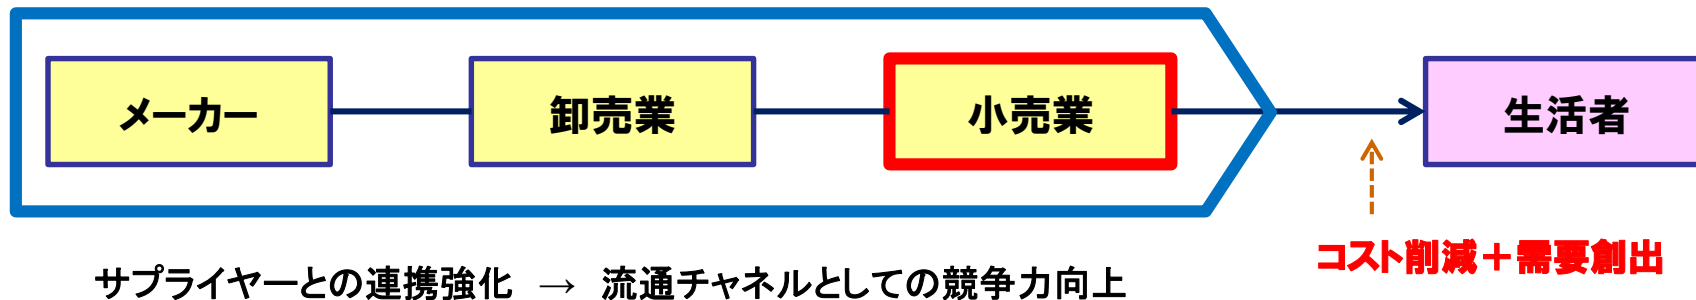 メーカー
卸売業
小売業
生活者
コスト削減＋需要創出
サプライヤーとの連携強化 → 流通チャネルとしての競争力向上